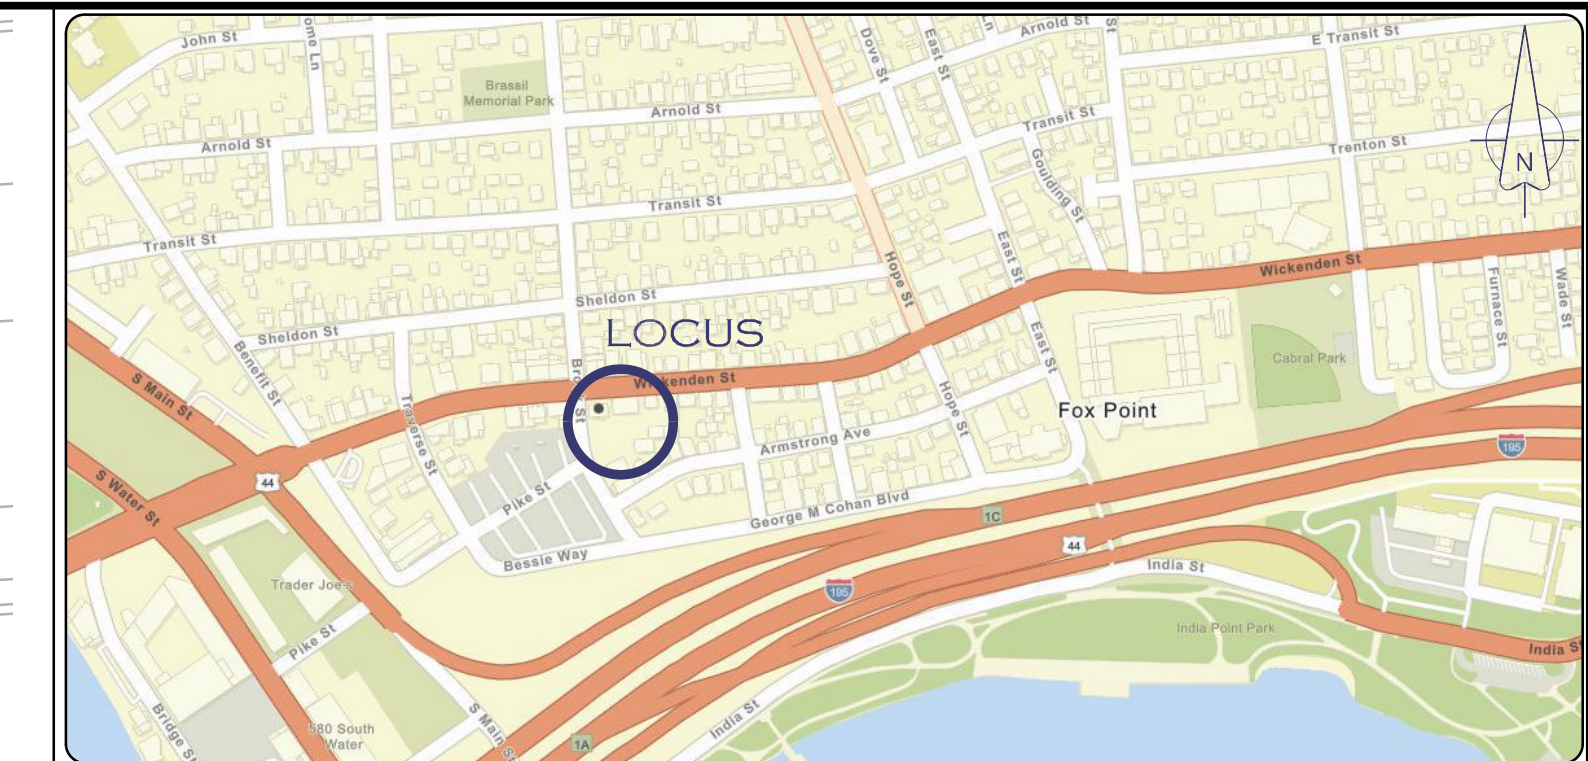 John St
ome Ln
Dove St
East St
Ln
Arnold St
St
E Transit St
Brassil
Memorial Park
Arnold St
Arnold St
Transit St
Goulding St
Trenton St
N
Transit St
Transit St
Hope St
East St
Wickenden St
Furnace St
Wade St
Sheldon St
Sheldon St
LOCUS
Benefit St
S Main St
Traverse St
Wickenden St
East St
Hope St
Cabral Park
Fox Point
Armstrong Ave
195
S Water St
44
Pike St
George M Cohan Blvd
1C
44
Bessie Way
India St
195
Trader Joe's
India Point Park
Pike St
India St
Bridge St
580 South
Water
S Main St
India St
1A